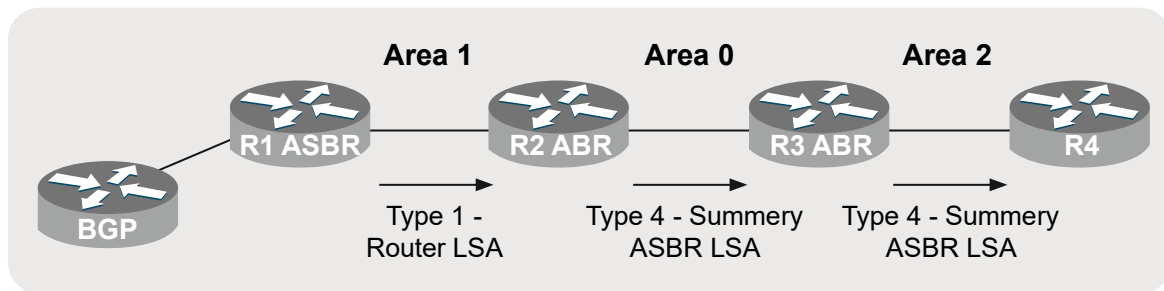 Area 1
Area 0
Area 2
R1 ASBR
R2 ABR
R3 ABR
R4
BGP
Type 1 -
Router LSA
Type 4 - Summery
ASBR LSA
Type 4 - Summery
ASBR LSA